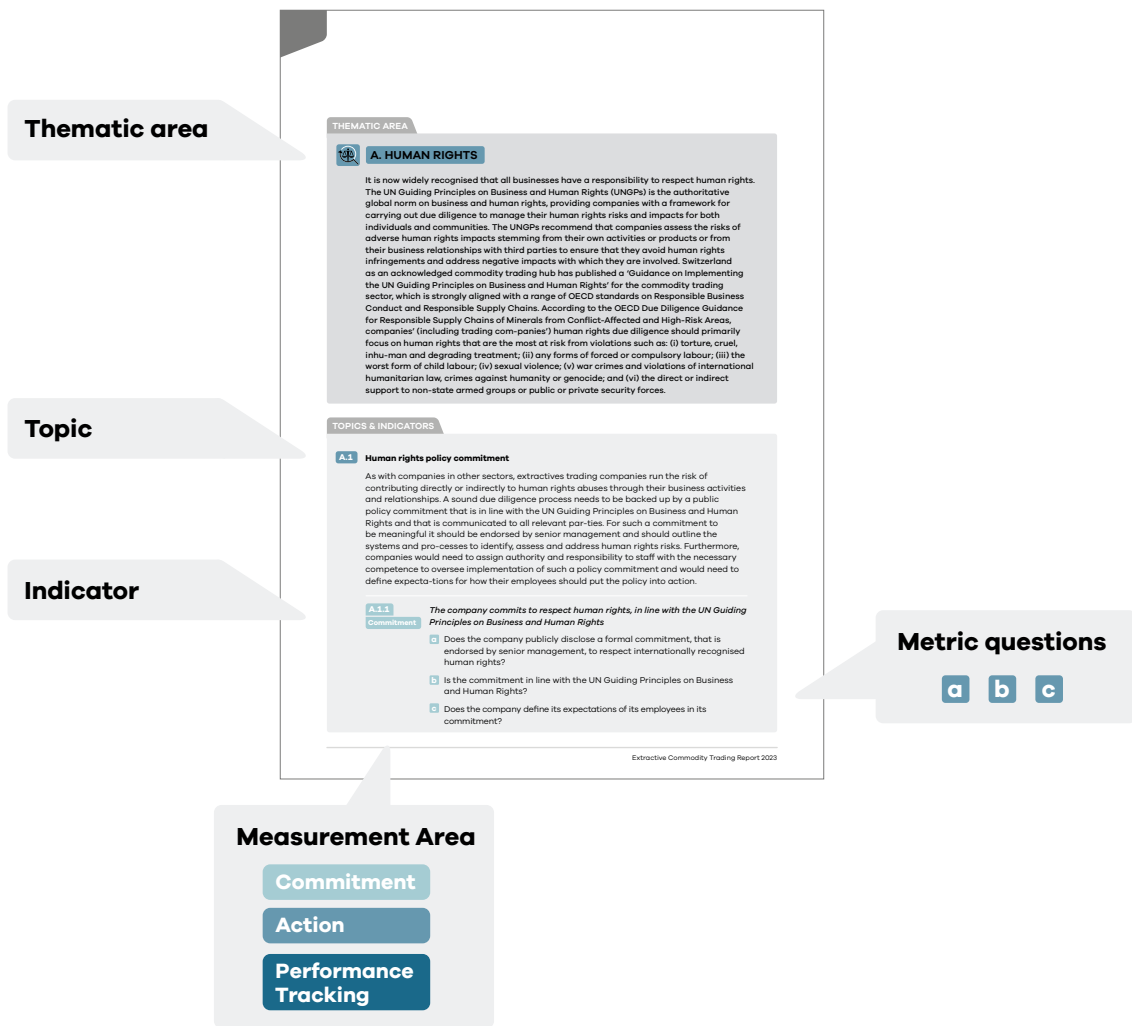 Thematic area
THEMATIC AREA
A. HUMAN RIGHTS
It is now widely recognised that all businesses have a responsibility to respect human rights.
The UN Guiding Principles on Business and Human Rights (UNGPs) is the authoritative
global norm on business and human rights, providing companies with a framework for
carrying out due diligence to manage their human rights risks and impacts for both
individuals and communities. The UNGPs recommend that companies assess the risks of
adverse human rights impacts stemming from their own activities or products or from
their business relationships with third parties to ensure that they avoid human rights
infringements and address negative impacts with which they are involved. Switzerland
as an acknowledged commodity trading hub has published a ‘Guidance on Implementing
the UN Guiding Principles on Business and Human Rights’ for the commodity trading
sector, which is strongly aligned with a range of OECD standards on Responsible Business
Conduct and Responsible Supply Chains. According to the OECD Due Diligence Guidance
for Responsible Supply Chains of Minerals from Conflict-Affected and High-Risk Areas,
companies’ (including trading com-panies’) human rights due diligence should primarily
focus on human rights that are the most at risk from violations such as: (i) torture, cruel,
inhu-man and degrading treatment; (ii) any forms of forced or compulsory labour; (iii) the
worst form of child labour; (iv) sexual violence; (v) war crimes and violations of international
humanitarian law, crimes against humanity or genocide; and (vi) the direct or indirect
support to non-state armed groups or public or private security forces.
Topic
TOPICS & INDICATORS
A.1 Human rights policy commitment
As with companies in other sectors, extractives trading companies run the risk of
contributing directly or indirectly to human rights abuses through their business activities
and relationships. A sound due diligence process needs to be backed up by a public
policy commitment that is in line with the UN Guiding Principles on Business and Human
Rights and that is communicated to all relevant par-ties. For such a commitment to
be meaningful it should be endorsed by senior management and should outline the
systems and pro-cesses to identify, assess and address human rights risks. Furthermore,
companies would need to assign authority and responsibility to staff with the necessary
competence to oversee implementation of such a policy commitment and would need to
define expecta-tions for how their employees should put the policy into action.
Indicator
A.1.1 The company commits to respect human rights, in line with the UN Guiding
Commitment Principles on Business and Human Rights
a Does the company publicly disclose a formal commitment, that is
endorsed by senior management, to respect internationally recognised
human rights?
b Is the commitment in line with the UN Guiding Principles on Business
and Human Rights?
c Does the company define its expectations of its employees in its
commitment?
Metric questions
a b c
Extractive Commodity Trading Report 2023
Measurement Area
Commitment
Action
Performance
Tracking